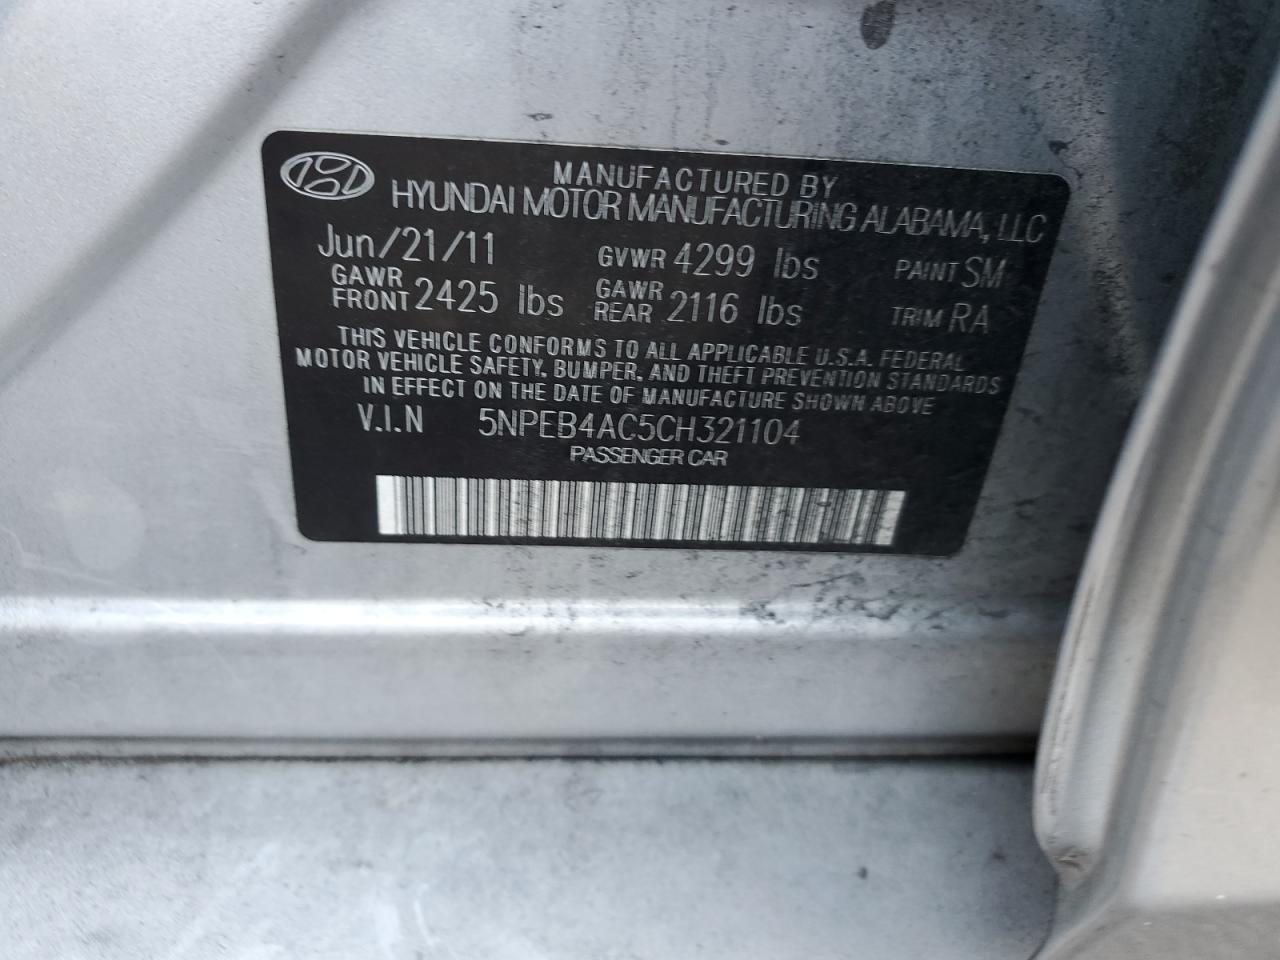 MANUFACTURED BY
HYUNDAI MOTOR MANUFACTURING ALABAMA, LLC
Jun/21/11 GVWR 4299 lbs PAINT SM
GAWR FRONT 2425 lbs GAWR REAR 2116 lbs TRIM RA
THIS VEHICLE CONFORMS TO ALL APPLICABLE U.S.A. FEDERAL
MOTOR VEHICLE SAFETY, BUMPER, AND THEFT PREVENTION STANDARDS
IN EFFECT ON THE DATE OF MANUFACTURE SHOWN ABOVE
V.I.N 5NPEB4AC5CH321104
PASSENGER CAR